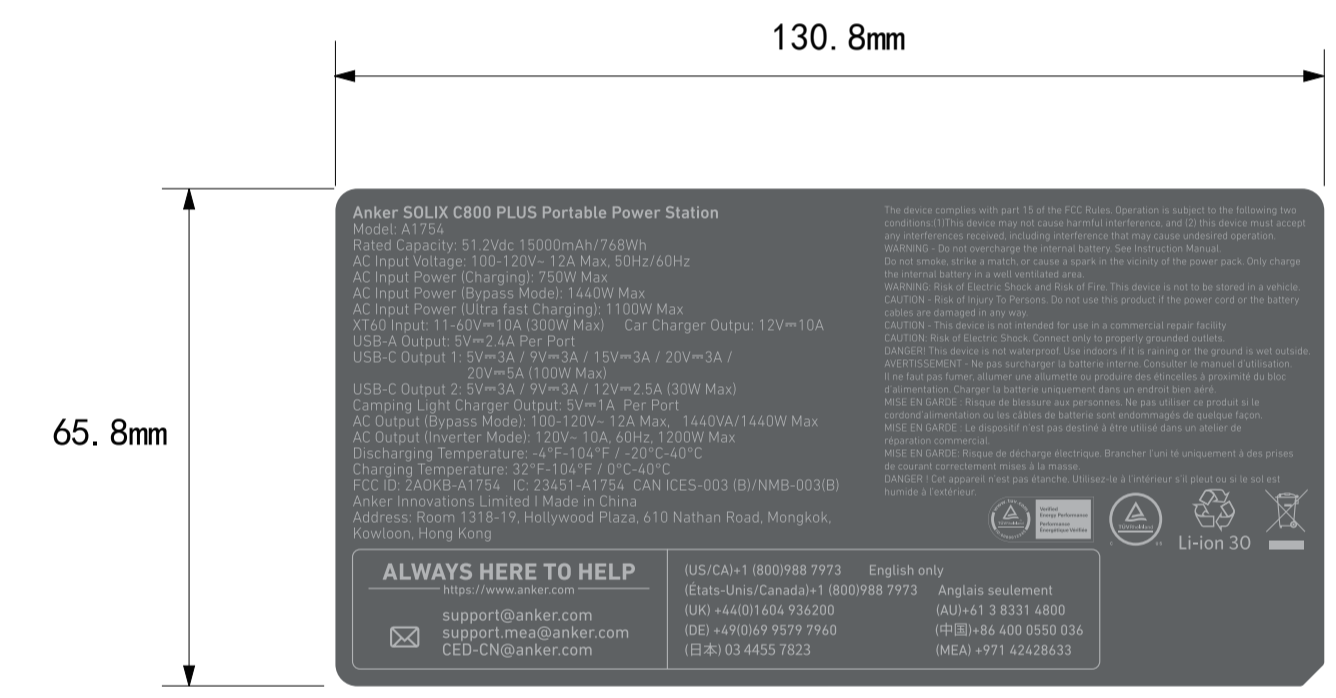 130.8mm
65.8mm
Anker SOLIX C800 PLUS Portable Power Station
Model: A1754
Rated Capacity: 51.2Vdc 15000mAh/768Wh
AC Input Voltage: 100-120V~ 12A Max, 50Hz/60Hz
AC Input Power (Charging): 750W Max
AC Input Power (Bypass Mode): 1440W Max
AC Input Power (Ultra fast Charging): 1100W Max
XT60 Input: 11-60V⎓10A (300W Max) Car Charger Outpu: 12V⎓10A
USB-A Output: 5V⎓2.4A Per Port
USB-C Output 1: 5V⎓3A / 9V⎓3A / 15V⎓3A / 20V⎓3A /
20V⎓5A (100W Max)
USB-C Output 2: 5V⎓3A / 9V⎓3A / 12V⎓2.5A (30W Max)
Camping Light Charger Output: 5V⎓1A Per Port
AC Output (Bypass Mode): 100-120V~ 12A Max, 1440VA/1440W Max
AC Output (Inverter Mode): 120V~ 10A, 60Hz, 1200W Max
Discharging Temperature: -4°F-104°F / -20°C-40°C
Charging Temperature: 32°F-104°F / 0°C-40°C
FCC ID: 2AOKB-A1754 IC: 23451-A1754 CAN ICES-003 (B)/NMB-003(B)
Anker Innovations Limited I Made in China
Address: Room 1318-19, Hollywood Plaza, 610 Nathan Road, Mongkok,
Kowloon, Hong Kong
The device complies with part 15 of the FCC Rules. Operation is subject to the following two
conditions:(1)This device may not cause harmful interference, and (2) this device must accept
any interferences received, including interference that may cause undesired operation.
WARNING - Do not overcharge the internal battery. See Instruction Manual.
Do not smoke, strike a match, or cause a spark in the vicinity of the power pack. Only charge
the internal battery in a well ventilated area.
WARNING: Risk of Electric Shock and Risk of Fire. This device is not to be stored in a vehicle.
CAUTION - Risk of Injury To Persons. Do not use this product if the power cord or the battery
cables are damaged in any way.
CAUTION - This device is not intended for use in a commercial repair facility
CAUTION: Risk of Electric Shock. Connect only to properly grounded outlets.
DANGER! This device is not waterproof. Use indoors if it is raining or the ground is wet outside.
AVERTISSEMENT - Ne pas surcharger la batterie interne. Consulter le manuel d'utilisation.
Il ne faut pas fumer, allumer une allumette ou produire des étincelles à proximité du bloc
d'alimentation. Charger la batterie uniquement dans un endroit bien aéré.
MISE EN GARDE : Risque de blessure aux personnes. Ne pas utiliser ce produit si le
cordond'alimentation ou les câbles de batterie sont endommagés de quelque façon.
MISE EN GARDE : Le dispositif n'est pas destiné à être utilisé dans un atelier de
réparation commercial.
MISE EN GARDE: Risque de décharge électrique. Brancher l'uni té uniquement à des prises
de courant correctement mises à la masse.
DANGER ! Cet appareil n'est pas étanche. Utilisez-le à l'intérieur s'il pleut ou si le sol est
humide à l'extérieur.
TÜVRheinland
Verified
Energy Performance
Performance
Énergétique Vérifiée
TÜVRheinland
Li-ion 30
ALWAYS HERE TO HELP
https://www.anker.com
support@anker.com
support.mea@anker.com
CED-CN@anker.com
(US/CA)+1 (800)988 7973 English only
(États-Unis/Canada)+1 (800)988 7973 Anglais seulement
(UK) +44(0)1604 936200 (AU)+61 3 8331 4800
(DE) +49(0)69 9579 7960 (中国)+86 400 0550 036
(日本) 03 4455 7823 (MEA) +971 42428633